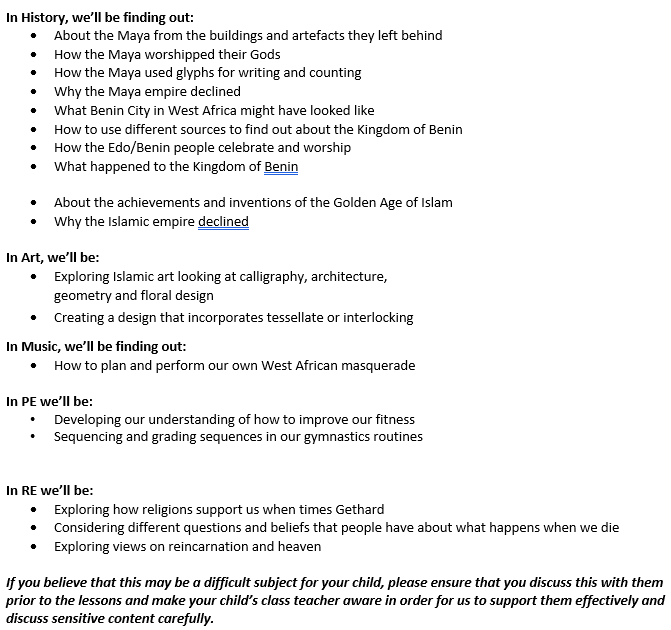 In History, we'll be finding out:
• About the Maya from the buildings and artefacts they left behind
• How the Maya worshipped their Gods
• How the Maya used glyphs for writing and counting
• Why the Maya empire declined
• What Benin City in West Africa might have looked like
• How to use different sources to find out about the Kingdom of Benin
• How the Edo/Benin people celebrate and worship
• What happened to the Kingdom of Benin
• About the achievements and inventions of the Golden Age of Islam
• Why the Islamic empire declined
In Art, we'll be:
• Exploring Islamic art looking at calligraphy, architecture,
geometry and floral design
• Creating a design that incorporates tessellate or interlocking
In Music, we'll be finding out:
• How to plan and perform our own West African masquerade
In PE we'll be:
• Developing our understanding of how to improve our fitness
• Sequencing and grading sequences in our gymnastics routines
In RE we'll be:
• Exploring how religions support us when times Gethard
• Considering different questions and beliefs that people have about what happens when we die
• Exploring views on reincarnation and heaven
If you believe that this may be a difficult subject for your child, please ensure that you discuss this with them
prior to the lessons and make your child's class teacher aware in order for us to support them effectively and
discuss sensitive content carefully.